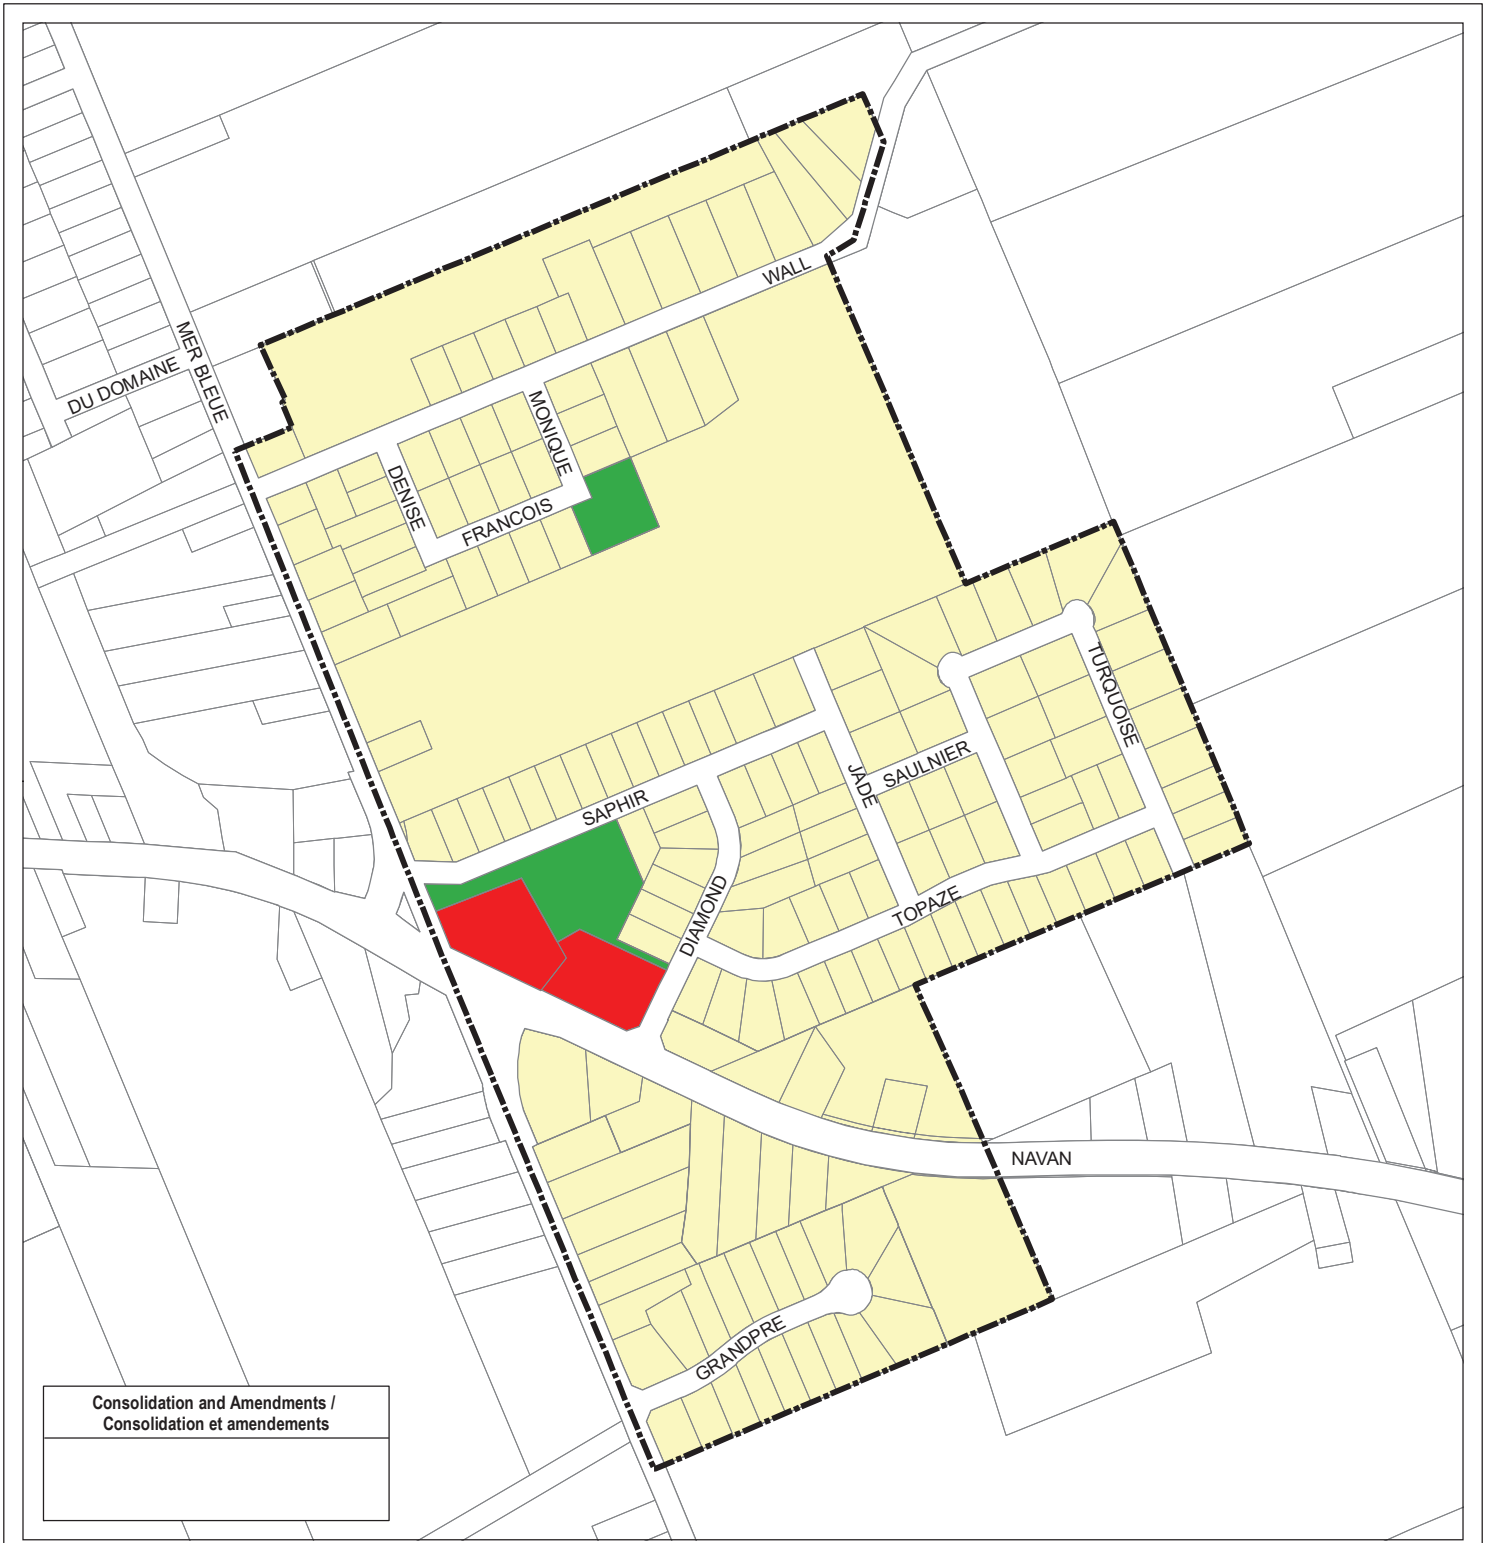 WALL
MER BLEUE
DU DOMAINE
MONIQUE
DENISE
FRANCOIS
TURQUOISE
SAULNIER
JADE
SAPHIR
DIAMOND
TOPAZE
NAVAN
GRANDPRE
Consolidation and Amendments /
Consolidation et amendements